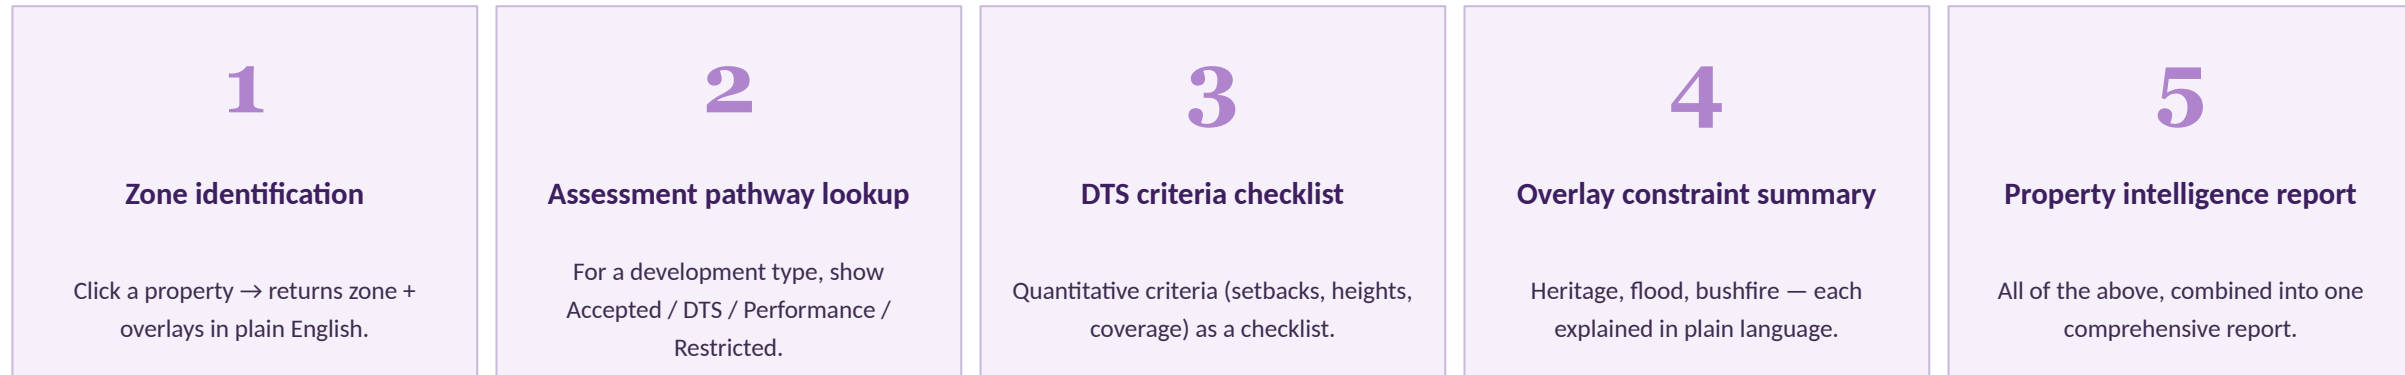 1
Zone identification
Click a property → returns zone +
overlays in plain English.
2
Assessment pathway lookup
For a development type, show
Accepted / DTS / Performance /
Restricted.
3
DTS criteria checklist
Quantitative criteria (setbacks, heights,
coverage) as a checklist.
4
Overlay constraint summary
Heritage, flood, bushfire — each
explained in plain language.
5
Property intelligence report
All of the above, combined into one
comprehensive report.